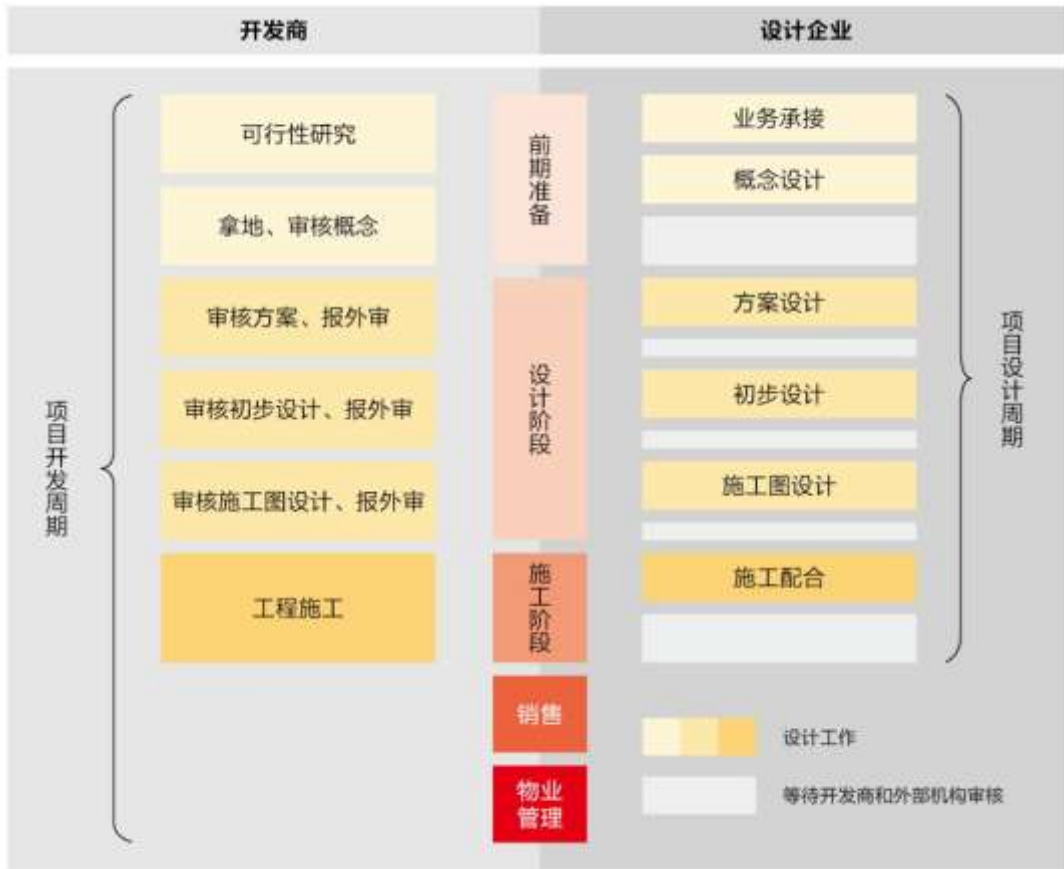 开发商
设计企业
项目开发周期
可行性研究
拿地、审核概念
审核方案、报外审
审核初步设计、报外审
审核施工图设计、报外审
工程施工
前期准备
设计阶段
施工阶段
销售
物业
管理
业务承接
概念设计
方案设计
初步设计
施工图设计
施工配合
项目设计周期
设计工作
等待开发商和外部机构审核